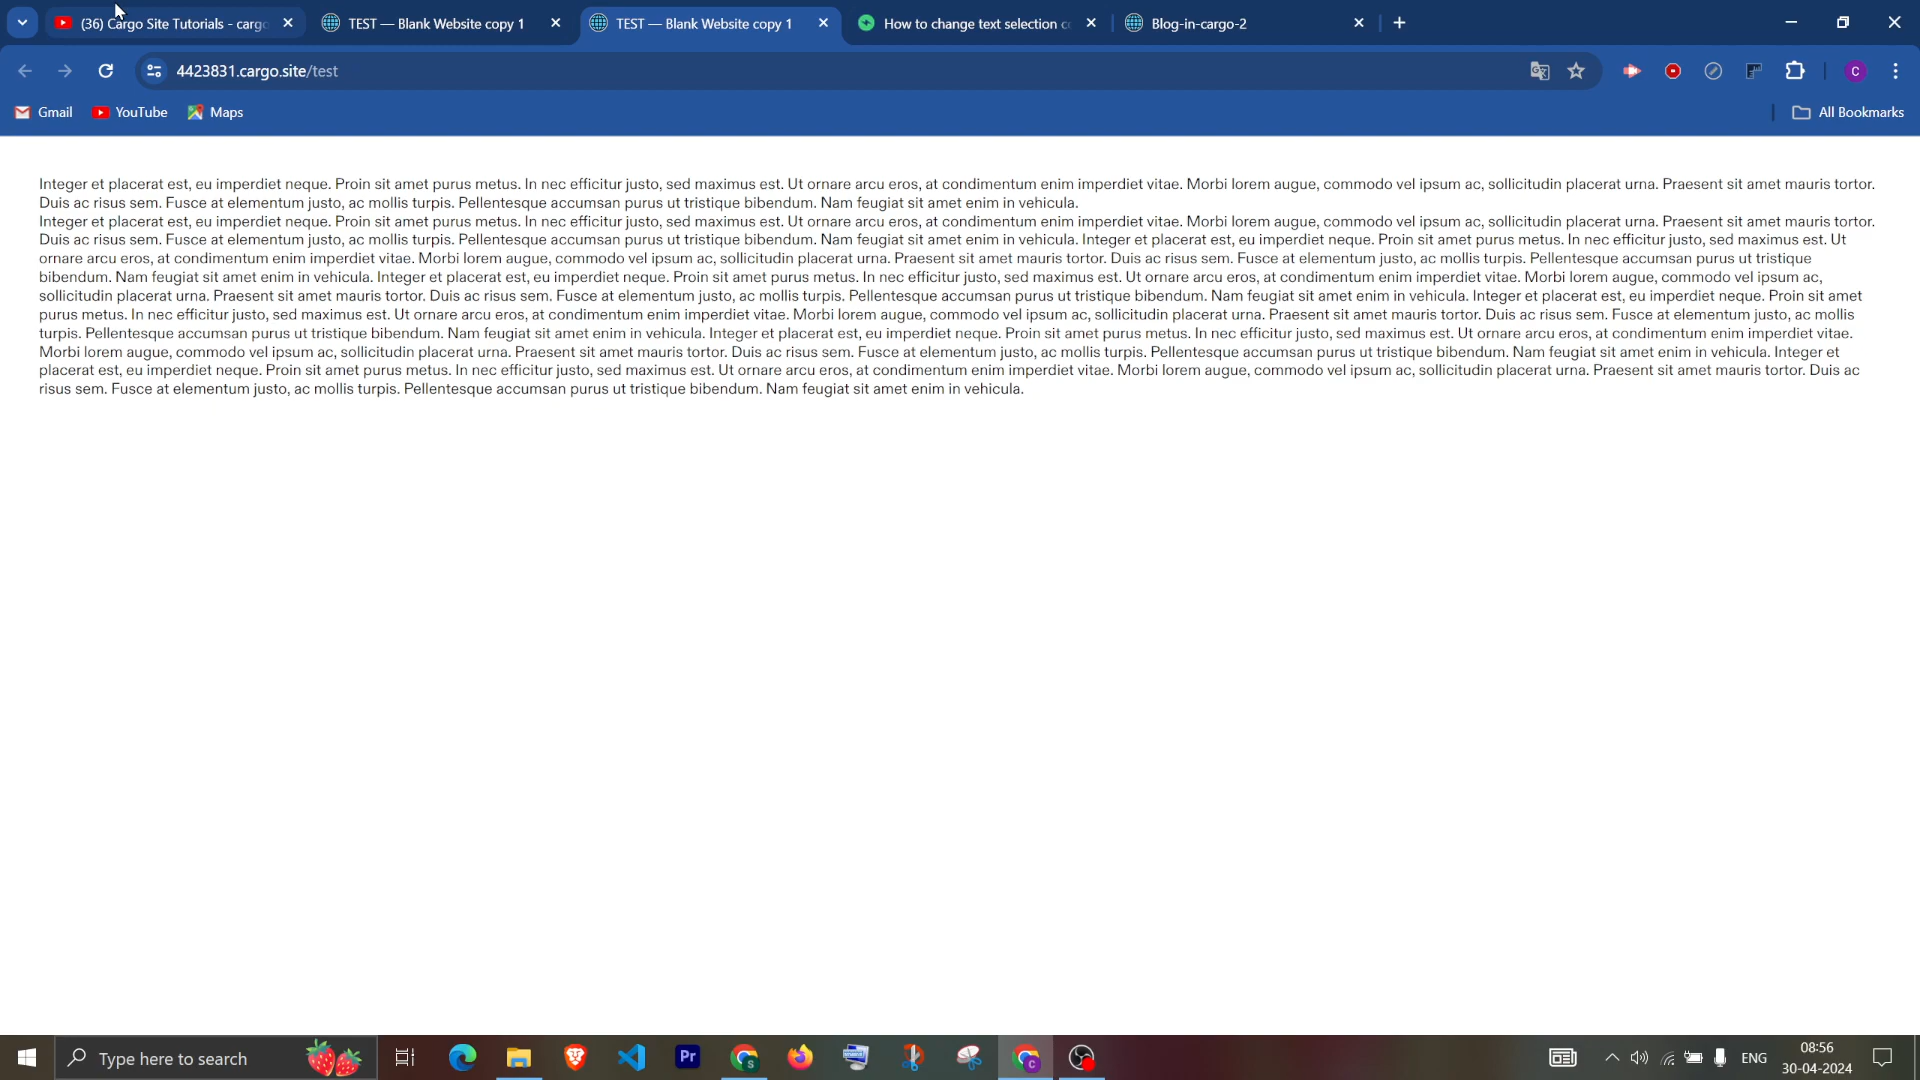 (36) Cargo Site Tutorials - cargo
TEST — Blank Website copy 1
TEST — Blank Website copy 1
How to change text selection co
Blog-in-cargo-2
4423831.cargo.site/test
C
Gmail
YouTube
Maps
All Bookmarks
Integer et placerat est, eu imperdiet neque. Proin sit amet purus metus. In nec efficitur justo, sed maximus est. Ut ornare arcu eros, at condimentum enim imperdiet vitae. Morbi lorem augue, commodo vel ipsum ac, sollicitudin placerat urna. Praesent sit amet mauris tortor.
Duis ac risus sem. Fusce at elementum justo, ac mollis turpis. Pellentesque accumsan purus ut tristique bibendum. Nam feugiat sit amet enim in vehicula.
Integer et placerat est, eu imperdiet neque. Proin sit amet purus metus. In nec efficitur justo, sed maximus est. Ut ornare arcu eros, at condimentum enim imperdiet vitae. Morbi lorem augue, commodo vel ipsum ac, sollicitudin placerat urna. Praesent sit amet mauris tortor.
Duis ac risus sem. Fusce at elementum justo, ac mollis turpis. Pellentesque accumsan purus ut tristique bibendum. Nam feugiat sit amet enim in vehicula. Integer et placerat est, eu imperdiet neque. Proin sit amet purus metus. In nec efficitur justo, sed maximus est. Ut
ornare arcu eros, at condimentum enim imperdiet vitae. Morbi lorem augue, commodo vel ipsum ac, sollicitudin placerat urna. Praesent sit amet mauris tortor. Duis ac risus sem. Fusce at elementum justo, ac mollis turpis. Pellentesque accumsan purus ut tristique
bibendum. Nam feugiat sit amet enim in vehicula. Integer et placerat est, eu imperdiet neque. Proin sit amet purus metus. In nec efficitur justo, sed maximus est. Ut ornare arcu eros, at condimentum enim imperdiet vitae. Morbi lorem augue, commodo vel ipsum ac,
sollicitudin placerat urna. Praesent sit amet mauris tortor. Duis ac risus sem. Fusce at elementum justo, ac mollis turpis. Pellentesque accumsan purus ut tristique bibendum. Nam feugiat sit amet enim in vehicula. Integer et placerat est, eu imperdiet neque. Proin sit amet
purus metus. In nec efficitur justo, sed maximus est. Ut ornare arcu eros, at condimentum enim imperdiet vitae. Morbi lorem augue, commodo vel ipsum ac, sollicitudin placerat urna. Praesent sit amet mauris tortor. Duis ac risus sem. Fusce at elementum justo, ac mollis
turpis. Pellentesque accumsan purus ut tristique bibendum. Nam feugiat sit amet enim in vehicula. Integer et placerat est, eu imperdiet neque. Proin sit amet purus metus. In nec efficitur justo, sed maximus est. Ut ornare arcu eros, at condimentum enim imperdiet vitae.
Morbi lorem augue, commodo vel ipsum ac, sollicitudin placerat urna. Praesent sit amet mauris tortor. Duis ac risus sem. Fusce at elementum justo, ac mollis turpis. Pellentesque accumsan purus ut tristique bibendum. Nam feugiat sit amet enim in vehicula. Integer et
placerat est, eu imperdiet neque. Proin sit amet purus metus. In nec efficitur justo, sed maximus est. Ut ornare arcu eros, at condimentum enim imperdiet vitae. Morbi lorem augue, commodo vel ipsum ac, sollicitudin placerat urna. Praesent sit amet mauris tortor. Duis ac
risus sem. Fusce at elementum justo, ac mollis turpis. Pellentesque accumsan purus ut tristique bibendum. Nam feugiat sit amet enim in vehicula.
Type here to search
Pr
S
C
ENG
08:56
30-04-2024